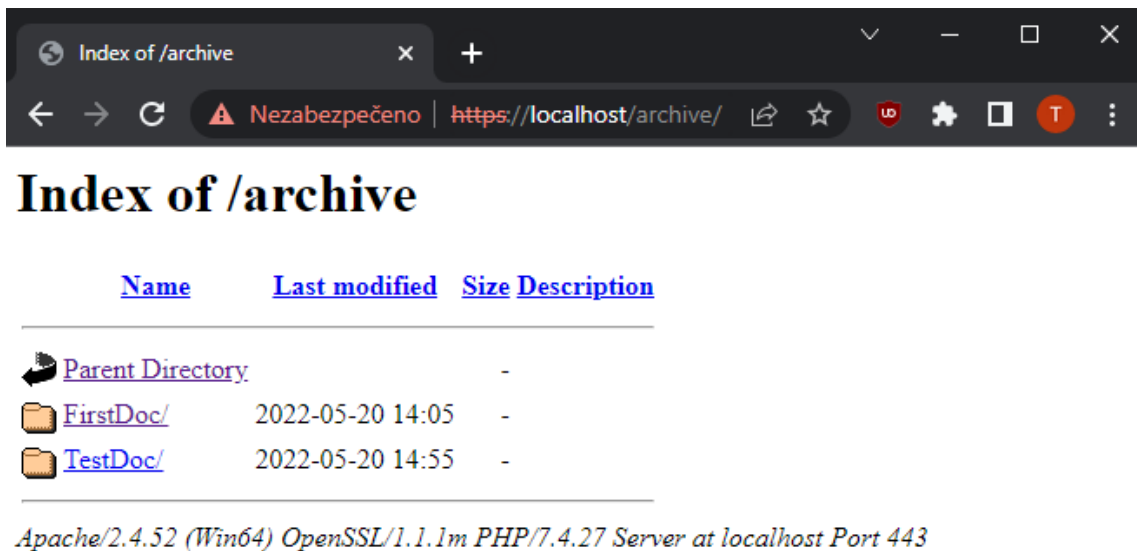 Index of /archive
Nezabezpečeno | https://localhost/archive/ UD T
Index of /archive
Name Last modified Size Description
Parent Directory -
FirstDoc/ 2022-05-20 14:05 -
TestDoc/ 2022-05-20 14:55 -
Apache/2.4.52 (Win64) OpenSSL/1.1.1m PHP/7.4.27 Server at localhost Port 443